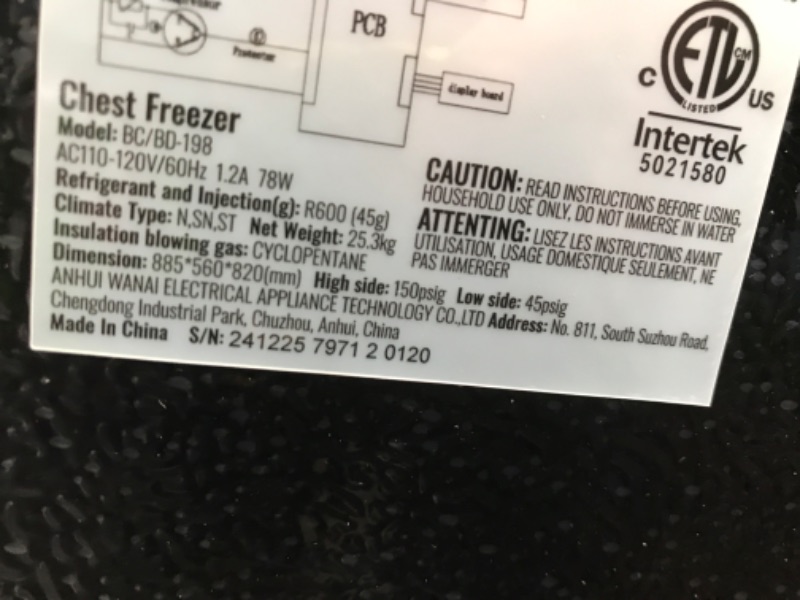 PCB
Protector
display board
Chest Freezer
Model: BC/BD-198
AC110-120V/60Hz 1.2A 78W
Refrigerant and Injection(g): R600 (45g)
Climate Type: N,SN,ST Net Weight: 25.3kg
Insulation blowing gas: CYCLOPENTANE
Dimension: 885*560*820(mm) High side: 150psig Low side: 45psig
ANHUI WANAI ELECTRICAL APPLIANCE TECHNOLOGY CO.,LTD Address: No. 811, South Suzhou Road,
Chengdong Industrial Park, Chuzhou, Anhui, China
Made In China S/N: 241225 7971 2 0120
C ETL CM US
LISTED
Intertek
5021580
CAUTION: READ INSTRUCTIONS BEFORE USING,
HOUSEHOLD USE ONLY, DO NOT IMMERSE IN WATER
ATTENTING: LISEZ LES INSTRUCTIONS AVANT
UTILISATION, USAGE DOMESTIQUE SEULEMENT, NE
PAS IMMERGER